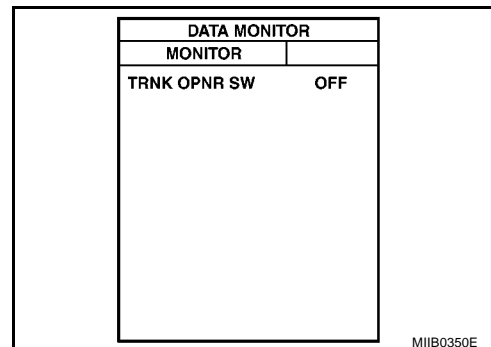 DATA MONITOR
MONITOR
TRNK OPNR SW OFF
MIIB0350E